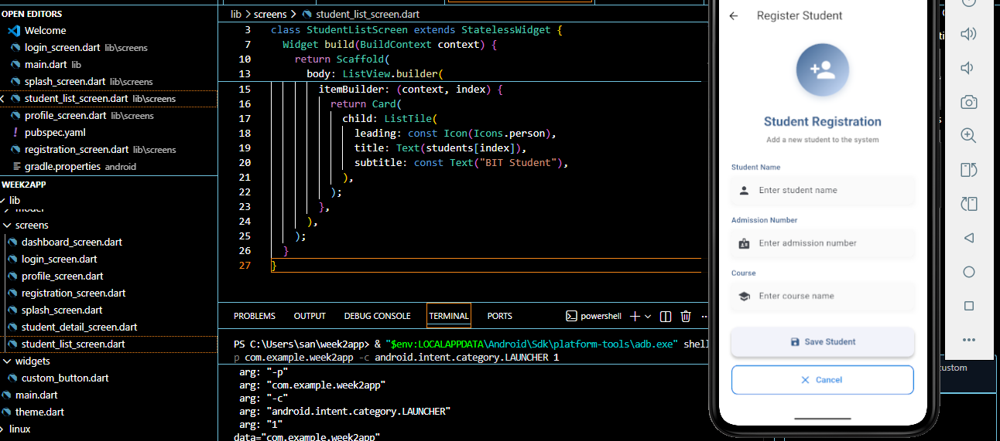 OPEN EDITORS
Welcome
login_screen.dart lib\screens
main.dart lib
splash_screen.dart lib\screens
student_list_screen.dart lib\screens
profile_screen.dart lib\screens
! pubspec.yaml
registration_screen.dart lib\screens
gradle.properties android
WEEK2APP
lib
model
screens
dashboard_screen.dart
login_screen.dart
profile_screen.dart
registration_screen.dart
splash_screen.dart
student_detail_screen.dart
student_list_screen.dart
widgets
custom_button.dart
main.dart
theme.dart
linux
lib > screens > student_list_screen.dart
3 class StudentListScreen extends StatelessWidget {
7 Widget build(BuildContext context) {
10 return Scaffold(
13 body: ListView.builder(
15 itemBuilder: (context, index) {
16 return Card(
17 child: ListTile(
18 leading: const Icon(Icons.person),
19 title: Text(students[index]),
20 subtitle: const Text("BIT Student"),
21 ),
22 );
23 },
24 ),
25 );
26 }
27 }
PROBLEMS OUTPUT DEBUG CONSOLE TERMINAL PORTS powershell
PS C:\Users\san\week2app> & "$env:LOCALAPPDATA\Android\Sdk\platform-tools\adb.exe" shell
p com.example.week2app -c android.intent.category.LAUNCHER 1
arg: "-p"
arg: "com.example.week2app"
arg: "-c"
arg: "android.intent.category.LAUNCHER"
arg: "1"
data="com.example.week2app"
Register Student
Student Registration
Add a new student to the system
Student Name
Enter student name
Admission Number
Enter admission number
Course
Enter course name
Save Student
Cancel
custom